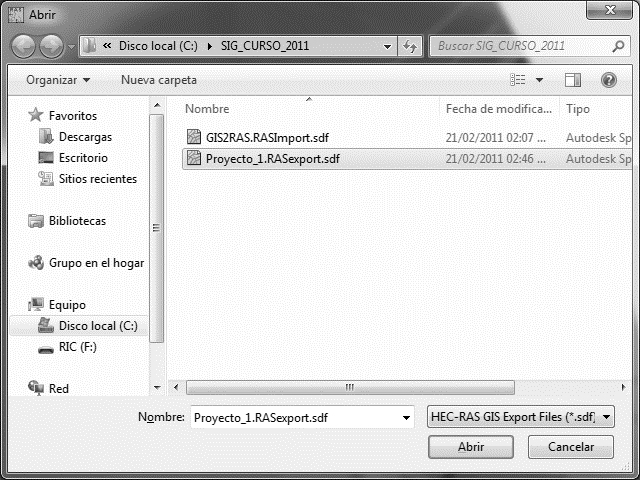 Abrir
« Disco local (C:) SIG_CURSO_2011
Buscar SIG_CURSO_2011
Organizar
Nueva carpeta
Nombre
Fecha de modifica...
Tipo
Favoritos
Descargas
Escritorio
Sitios recientes
Bibliotecas
Grupo en el hogar
Equipo
Disco local (C:)
RIC (F:)
Red
GIS2RAS.RASImport.sdf
21/02/2011 02:07 ...
Autodesk Sp
Proyecto_1.RASexport.sdf
21/02/2011 02:46 ...
Autodesk Sp
Nombre:
Proyecto_1.RASexport.sdf
HEC-RAS GIS Export Files (*.sdf)
Abrir
Cancelar